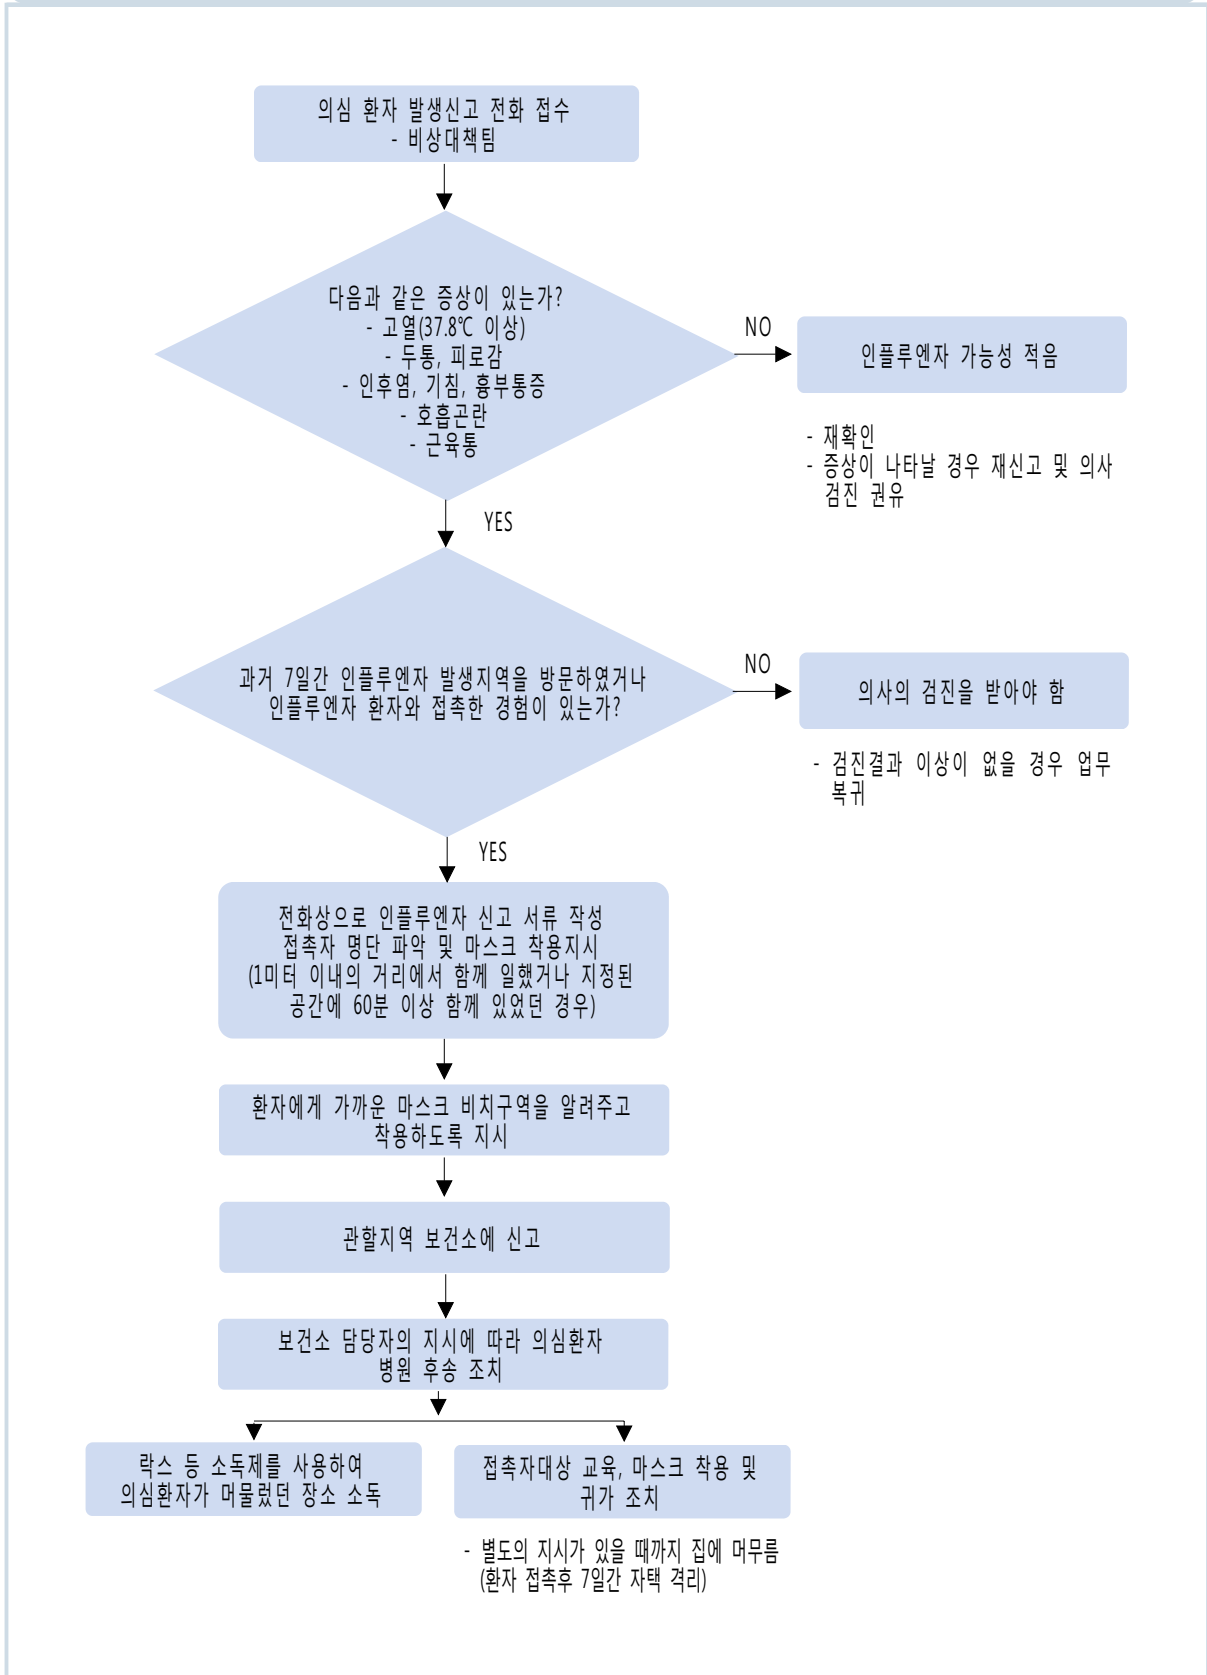 의심 환자 발생신고 전화 접수
- 비상대책팀
다음과 같은 증상이 있는가?
- 고열(37.8℃ 이상)
- 두통, 피로감
- 인후염, 기침, 흉부통증
- 호흡곤란
- 근육통
NO
인플루엔자 가능성 적음
- 재확인
- 증상이 나타날 경우 재신고 및 의사
검진 권유
YES
과거 7일간 인플루엔자 발생지역을 방문하였거나
인플루엔자 환자와 접촉한 경험이 있는가?
NO
의사의 검진을 받아야 함
- 검진결과 이상이 없을 경우 업무
복귀
YES
전화상으로 인플루엔자 신고 서류 작성
접촉자 명단 파악 및 마스크 착용지시
(1미터 이내의 거리에서 함께 일했거나 지정된
공간에 60분 이상 함께 있었던 경우)
환자에게 가까운 마스크 비치구역을 알려주고
착용하도록 지시
관할지역 보건소에 신고
보건소 담당자의 지시에 따라 의심환자
병원 후송 조치
락스 등 소독제를 사용하여
의심환자가 머물렀던 장소 소독
접촉자대상 교육, 마스크 착용 및
귀가 조치
- 별도의 지시가 있을 때까지 집에 머무름
(환자 접촉후 7일간 자택 격리)